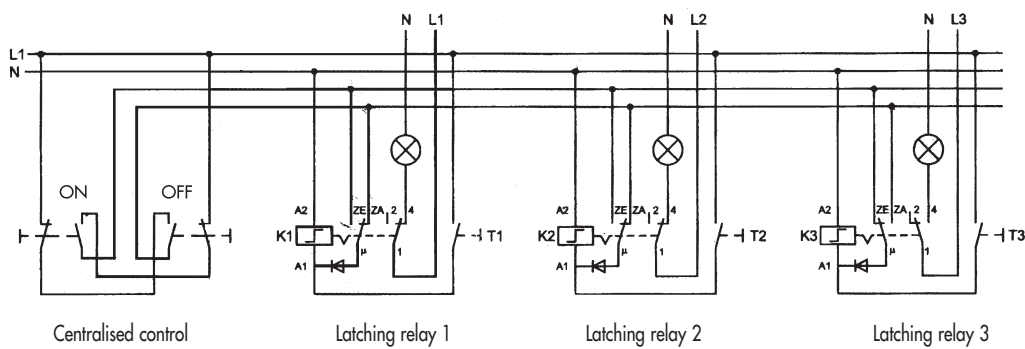 N L1 N L2 N L3
L1
N
ON OFF
A2 ZE ZA 2 4 A2 ZE ZA 2 4 A2 ZE ZA 2 4
K1 T1 K2 T2 K3 T3
A1 µ 1 A1 µ 1 A1 µ 1
Centralised control Latching relay 1 Latching relay 2 Latching relay 3